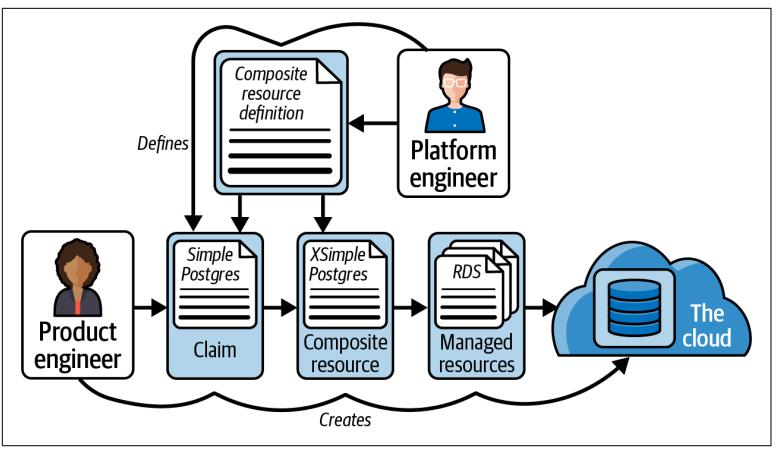 Composite
resource
definition
Defines
Platform
engineer
Simple
Postgres
XSimple
Postgres
RDS
The
cloud
Product
engineer
Claim
Composite
resource
Managed
resources
Creates